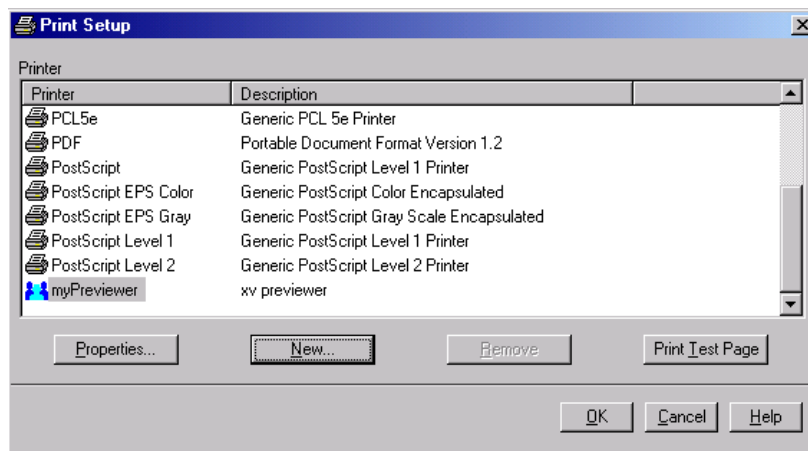 Print Setup
Printer
Printer Description
PCL5e Generic PCL 5e Printer
PDF Portable Document Format Version 1.2
PostScript Generic PostScript Level 1 Printer
PostScript EPS Color Generic PostScript Color Encapsulated
PostScript EPS Gray Generic PostScript Gray Scale Encapsulated
PostScript Level 1 Generic PostScript Level 1 Printer
PostScript Level 2 Generic PostScript Level 2 Printer
myPreviewer xv previewer
Properties... New... Remove Print Test Page
OK Cancel Help